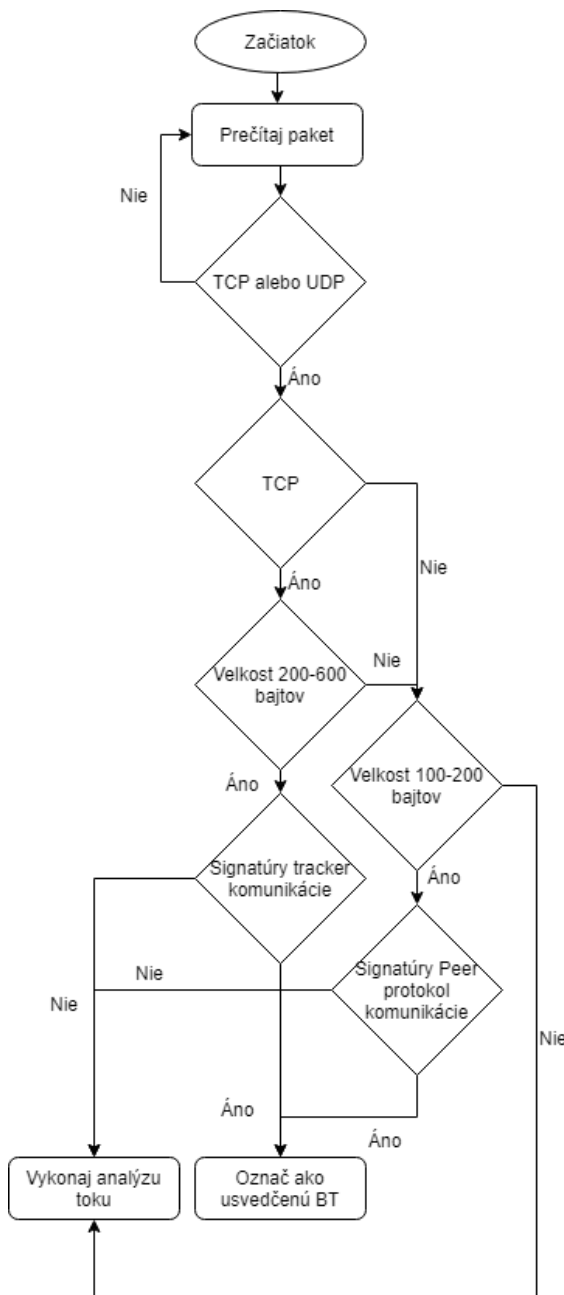 Začiatok
Prečítaj paket
Nie
TCP alebo UDP
Áno
TCP
Nie
Áno
Velkost 200-600
bajtov
Nie
Velkost 100-200
bajtov
Áno
Signatúry tracker
komunikácie
Áno
Signatúry Peer
protokol
komunikácie
Nie
Nie
Nie
Áno
Áno
Vykonaj analýzu
toku
Označ ako
usvedčenú BT